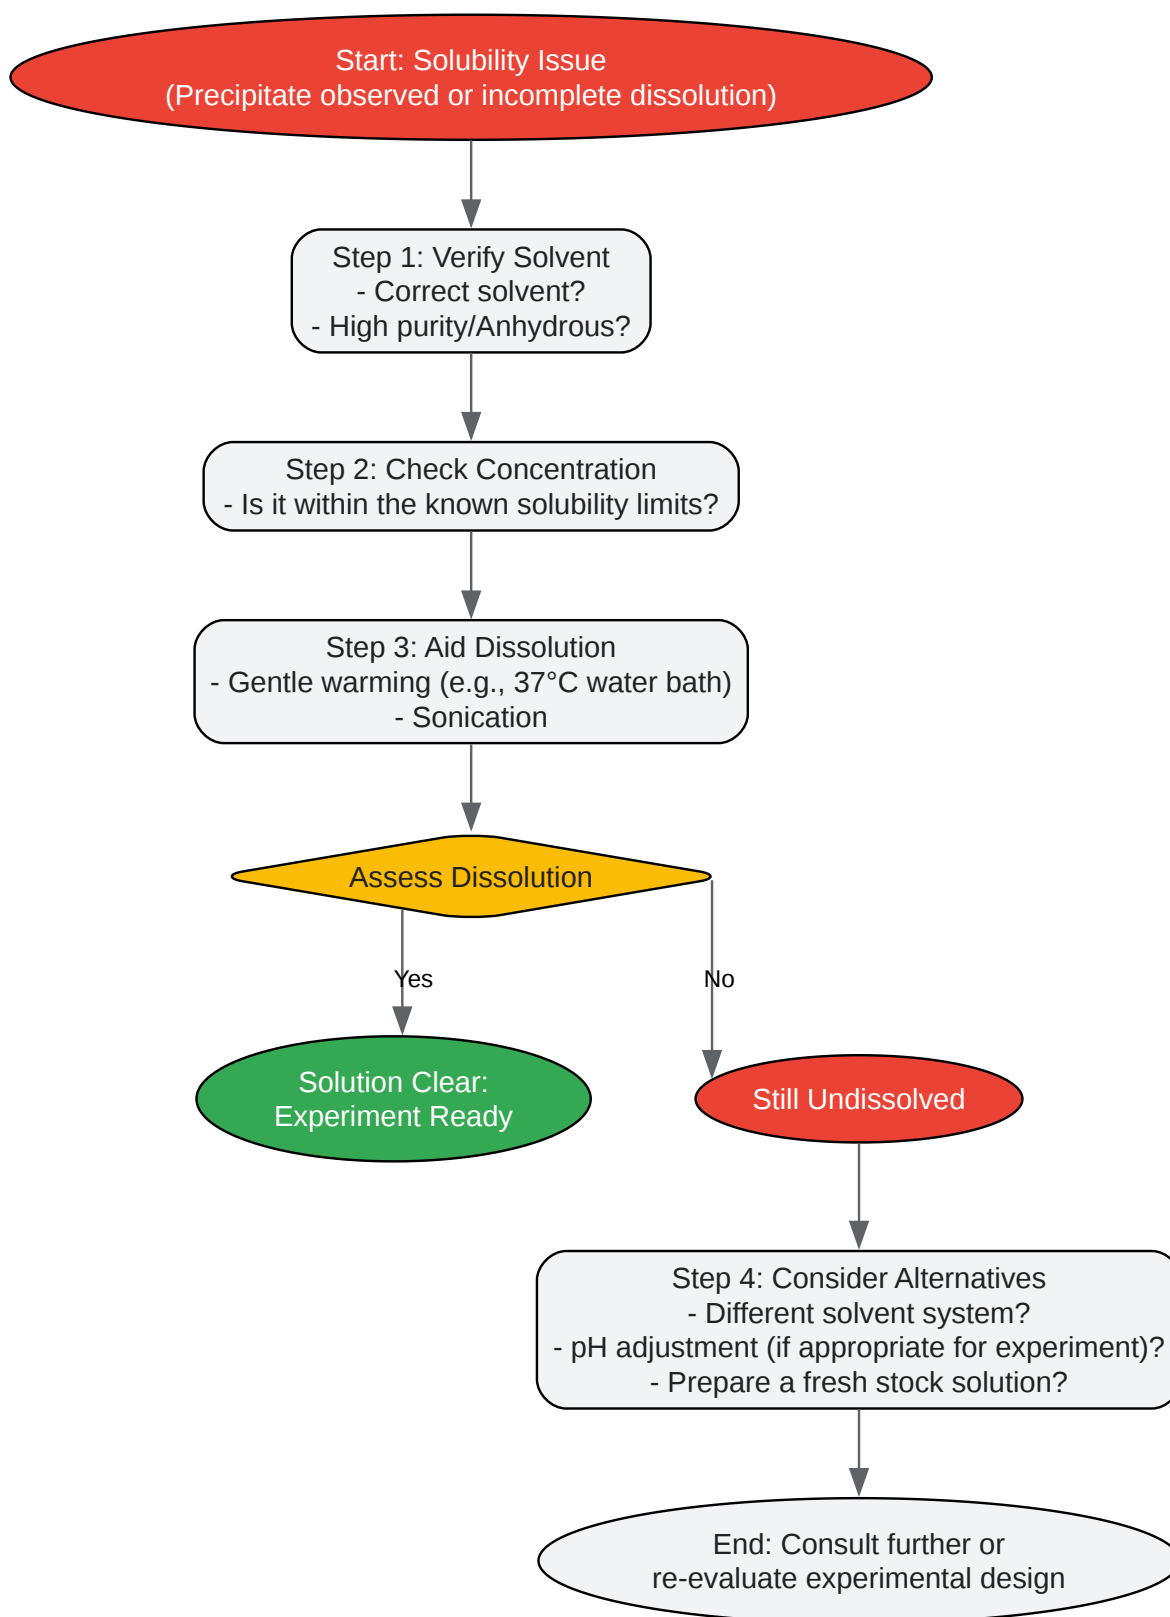 Start: Solubility Issue
(Precipitate observed or incomplete dissolution)
Step 1: Verify Solvent
- Correct solvent?
- High purity/Anhydrous?
Step 2: Check Concentration
- Is it within the known solubility limits?
Step 3: Aid Dissolution
- Gentle warming (e.g., 37°C water bath)
- Sonication
Assess Dissolution
Yes
No
Solution Clear:
Experiment Ready
Still Undissolved
Step 4: Consider Alternatives
- Different solvent system?
- pH adjustment (if appropriate for experiment)?
- Prepare a fresh stock solution?
End: Consult further or
re-evaluate experimental design